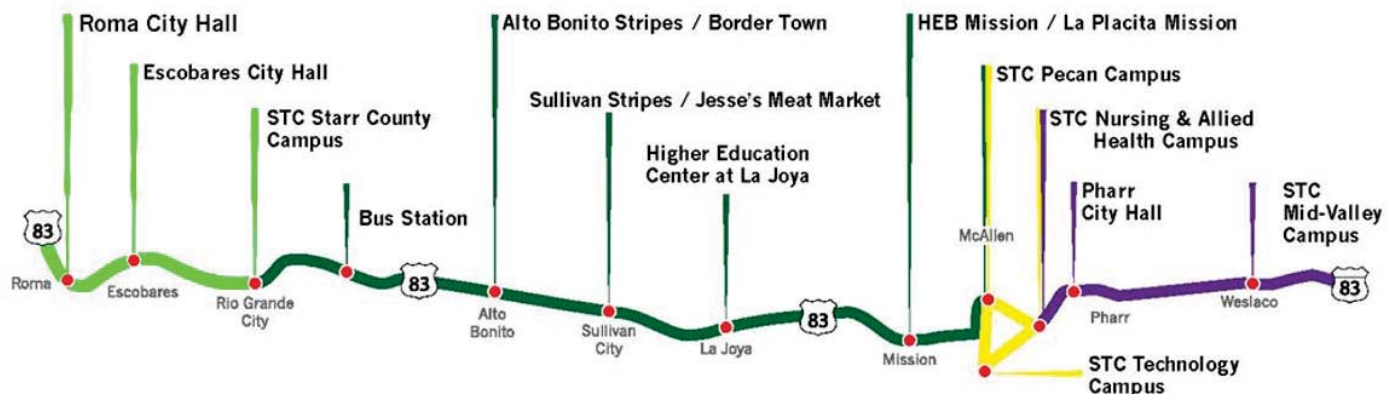 Roma City Hall
Escobares City Hall
STC Starr County
Campus
Bus Station
Alto Bonito Stripes / Border Town
Sullivan Stripes / Jesse's Meat Market
Higher Education
Center at La Joya
HEB Mission / La Placita Mission
STC Pecan Campus
STC Nursing & Allied
Health Campus
Pharr
City Hall
STC
Mid-Valley
Campus
McAllen
83
83
83
83
Roma
Escobares
Rio Grande
City
Alto
Bonito
Sullivan
City
La Joya
Mission
Pharr
Weslaco
STC Technology
Campus